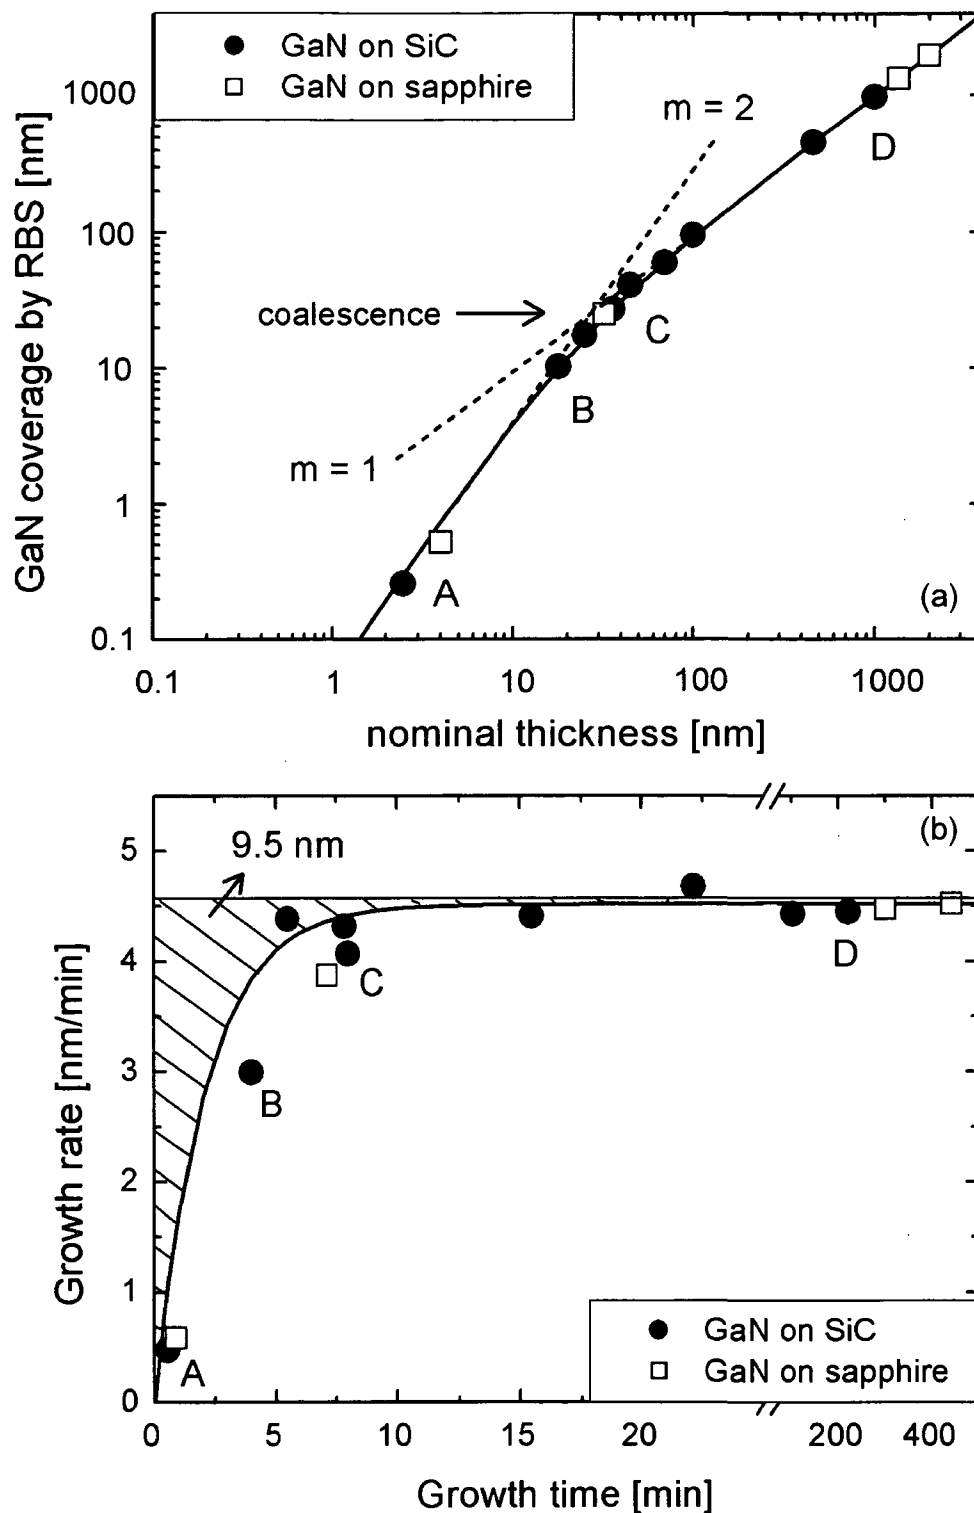 GaN on SiC
GaN on sapphire
GaN coverage by RBS [nm]
1000
100
10
1
0.1
m = 2
D
coalescence
C
B
m = 1
A
(a)
0.1
1
10
100
1000
nominal thickness [nm]
(b)
9.5 nm
5
4
3
2
1
0
Growth rate [nm/min]
D
C
B
A
GaN on SiC
GaN on sapphire
0
5
10
15
20
200
400
Growth time [min]